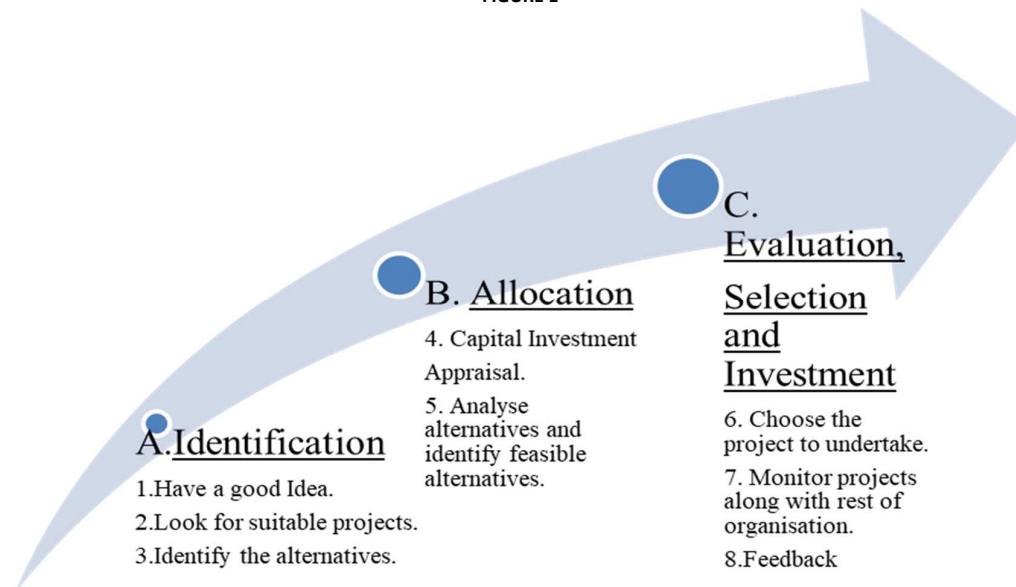 A.Identification
1.Have a good Idea.
2.Look for suitable projects.
3.Identify the alternatives.
B. Allocation
4. Capital Investment
Appraisal.
5. Analyse
alternatives and
identify feasible
alternatives.
C.
Evaluation,
Selection
and
Investment
6. Choose the
project to undertake.
7. Monitor projects
along with rest of
organisation.
8.Feedback